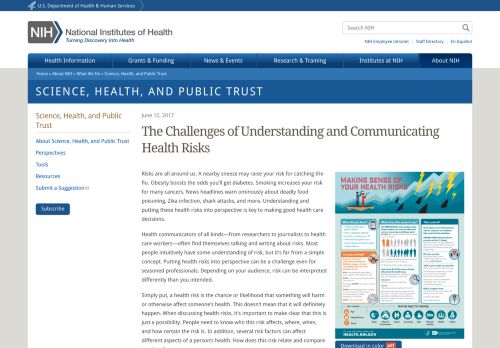 U.S. Department of Health & Human Services
Search NIH
NIH National Institutes of Health
Turning Discovery Into Health
NIH Employee Intranet | Staff Directory | En Español
Health Information
Grants & Funding
News & Events
Research & Training
Institutes at NIH
About NIH
Home » About NIH » What We Do » Science, Health, and Public Trust
SCIENCE, HEALTH, AND PUBLIC TRUST
Science, Health, and Public
Trust
About Science, Health, and Public Trust
Perspectives
Tools
Resources
Submit a Suggestion
Subscribe
June 12, 2017
The Challenges of Understanding and Communicating
Health Risks
Risks are all around us. A nearby sneeze may raise your risk for catching the
flu. Obesity boosts the odds you'll get diabetes. Smoking increases your risk
for many cancers. News headlines warn ominously about deadly food
poisoning, Zika infection, shark attacks, and more. Understanding and
putting these health risks into perspective is key to making good health care
decisions.
Health communicators of all kinds—from researchers to journalists to health
care workers—often find themselves talking and writing about risks. Most
people intuitively have some understanding of risk, but it's far from a simple
concept. Putting health risks into perspective can be a challenge even for
seasoned professionals. Depending on your audience, risk can be interpreted
differently than you intended.
Simply put, a health risk is the chance or likelihood that something will harm
or otherwise affect someone's health. This doesn't mean that it will definitely
happen. When discussing health risks, it's important to make clear that this is
just a possibility. People need to know who this risk affects, where, when,
and how certain the risk is. In addition, several risk factors can affect
different aspects of a person's health. How does this risk relate and compare
MAKING SENSE OF
YOUR HEALTH RISKS
HEALTH.NIH.GOV
Download in color pdf